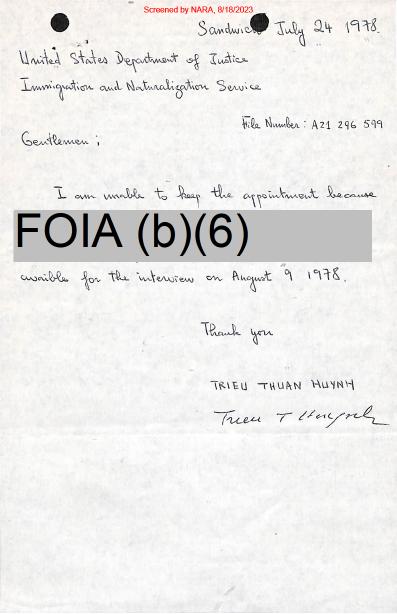 Screened by NARA, 8/18/2023
Sandwich July 24 1978.
United States Department of Justice
Immigration and Naturalization Service
File Number: A21 296 599
Gentlemen;
I am unable to keep the appointment because
FOIA (b)(6)
avaible for the interview on August 9 1978.
Thank you
TRIEU THUAN HUYNH
Trieu T Huynh